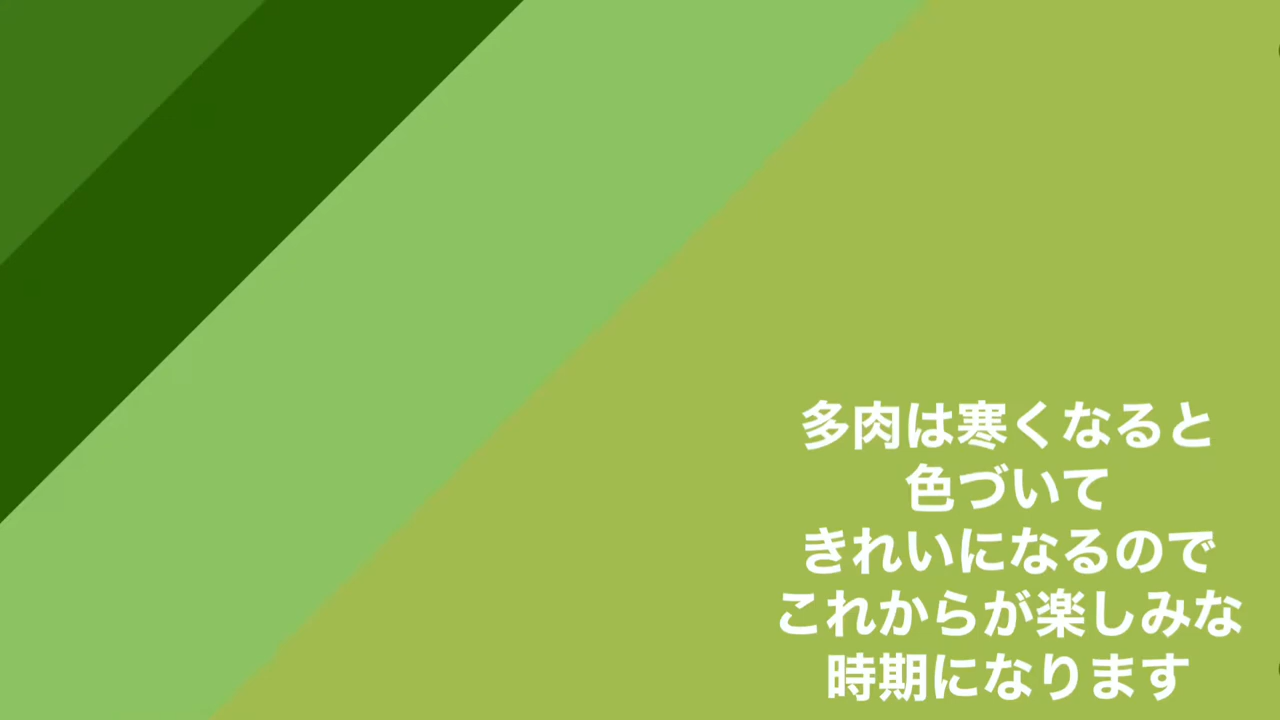 多肉は寒くなると
色づいて
きれいになるので
これからが楽しみな
時期になります